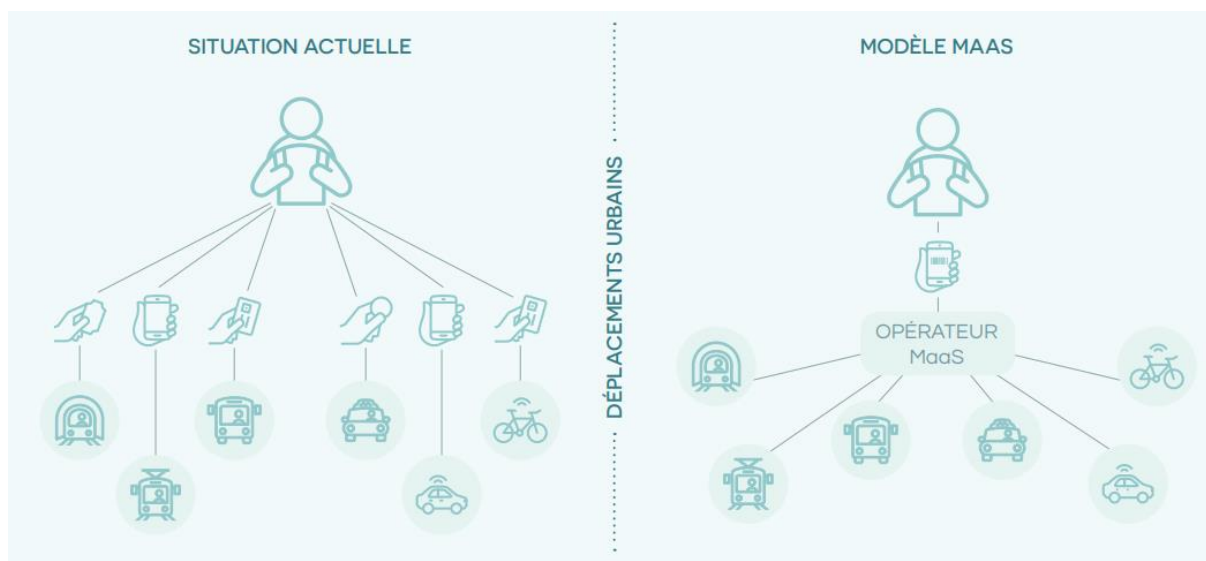 SITUATION ACTUELLE
DÉPLACEMENTS URBAINS
MODÈLE MAAS
OPÉRATEUR
MaaS